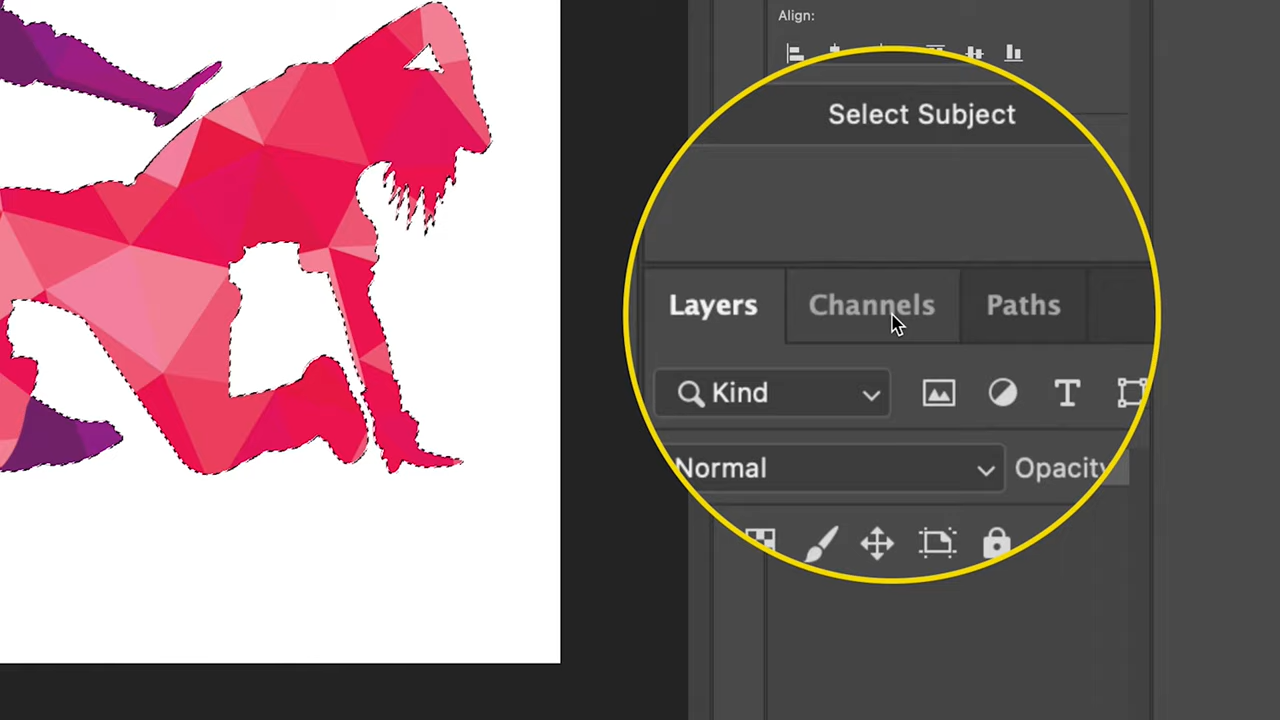 Align:
Select Subject
Layers Channels Paths
Kind T
Normal Opacity